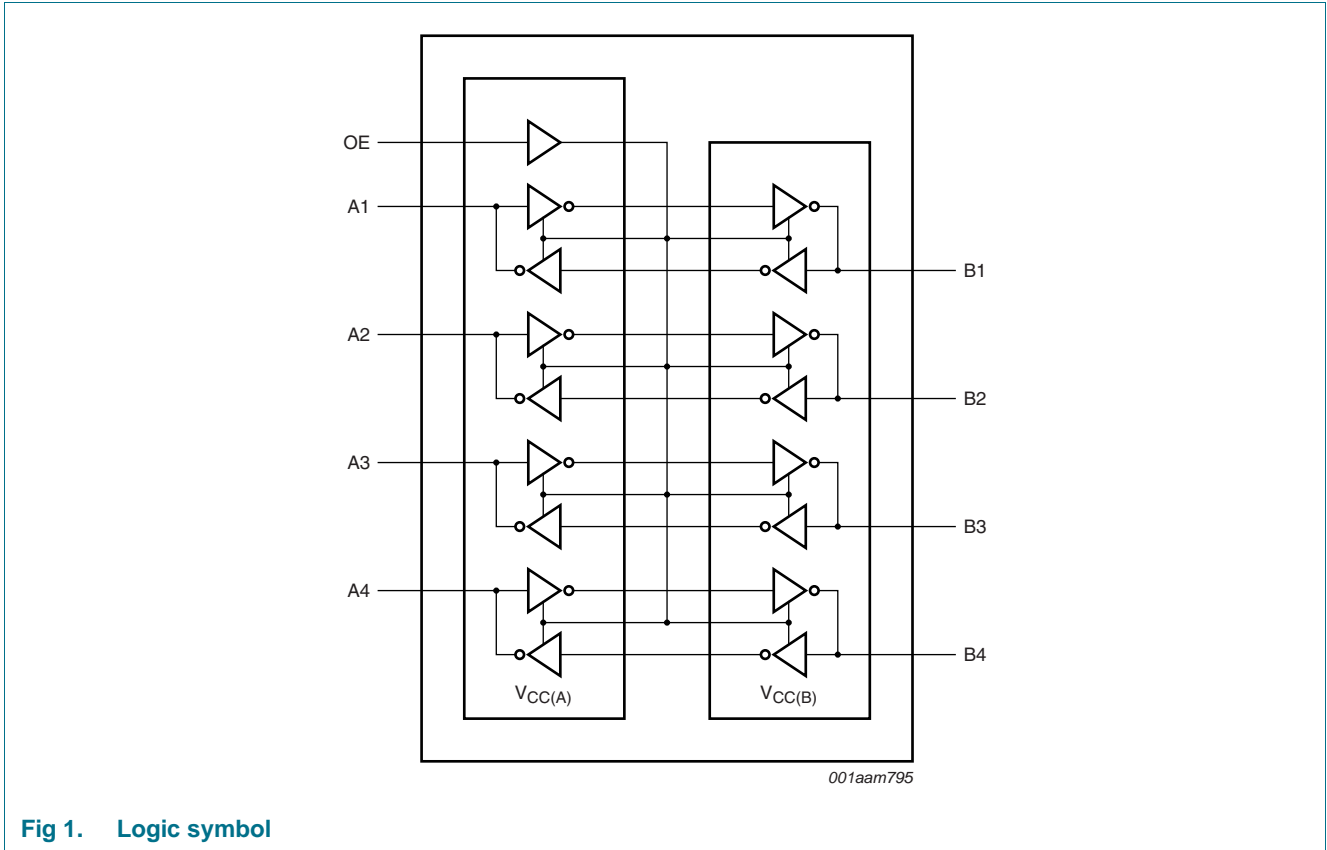 OE
A1
B1
A2
B2
A3
B3
A4
B4
VCC(A)
VCC(B)
001aam795
Fig 1. Logic symbol